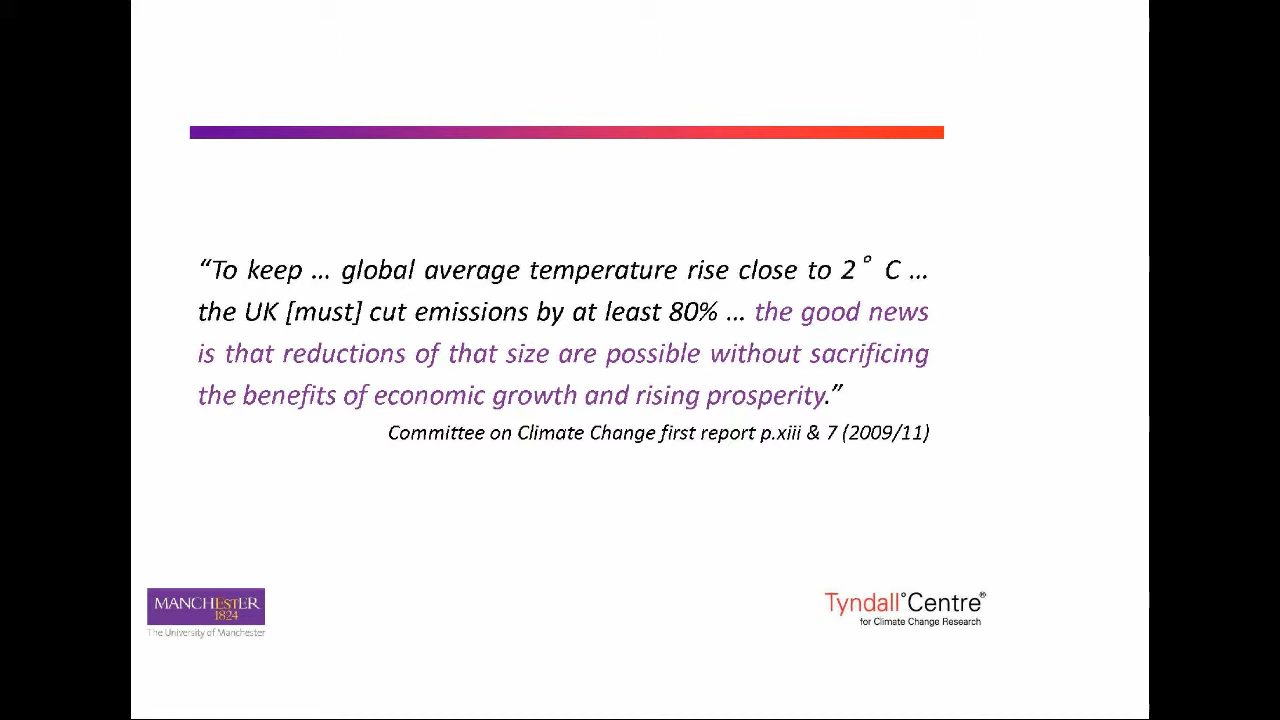 “To keep … global average temperature rise close to 2° C …
the UK [must] cut emissions by at least 80% … the good news
is that reductions of that size are possible without sacrificing
the benefits of economic growth and rising prosperity.”
Committee on Climate Change first report p.xiii & 7 (2009/11)
MANCHESTER
1824
The University of Manchester
Tyndall°Centre®
for Climate Change Research